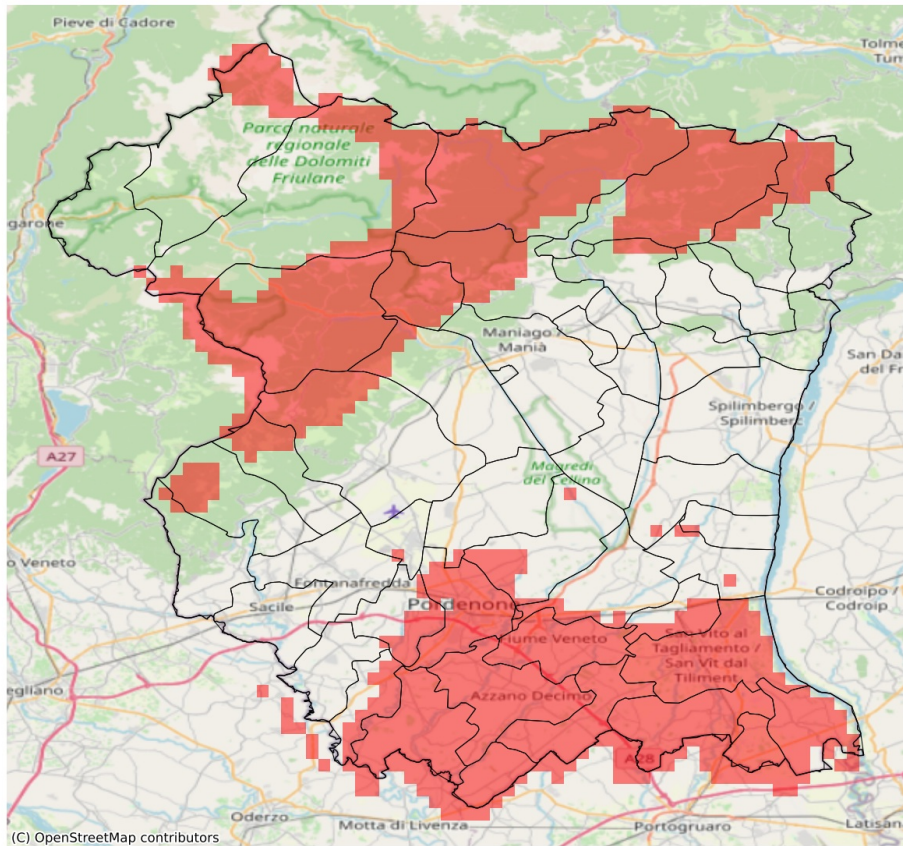 Pieve di Cadore
Tolme
Tum
Parco naturale
regionale
delle Dolomiti
Friulane
garone
Maniago /
Manià
San Da
del Fr
Spilimbergo /
Spilimberc
A27
Magredi
del Cellina
o Veneto
Fontanafredda
Codroipo /
Codroip
Sacile
Pordenone
Fiume Veneto
San Vito al
Tagliamento /
San Vit dal
Tiliment
egliano
Azzano Decimo
A28
Oderzo
Motta di Livenza
Portogruaro
Latisan
(C) OpenStreetMap contributors